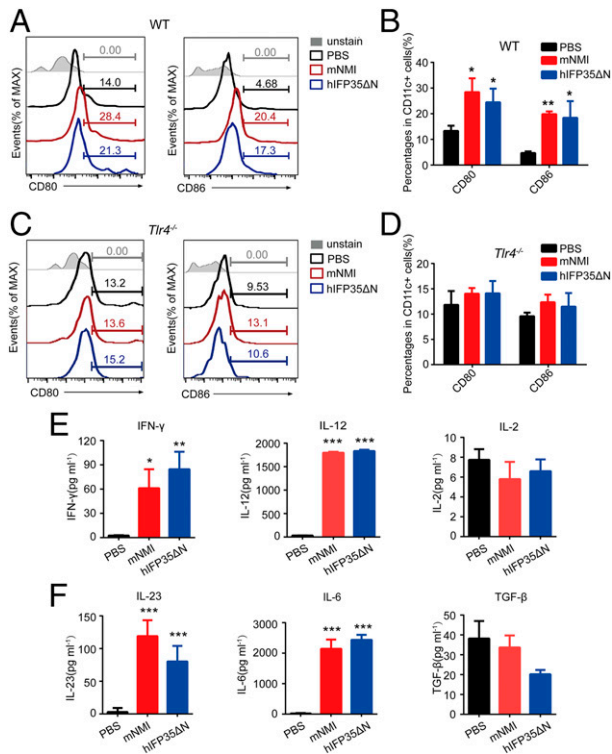 A
WT
Events(% of MAX)
0.00
14.0
28.4
21.3
CD80
0.00
4.68
20.4
17.3
CD86
unstain
PBS
mNMI
hIFP35ΔN
B
WT
PBS
mNMI
hIFP35ΔN
Percentages in CD11c+ cells(%)
40
30
20
10
0
* *
** *
CD80
CD86
C
Tlr4-/-
Events(% of MAX)
0.00
13.2
13.6
15.2
CD80
0.00
9.53
13.1
10.6
CD86
unstain
PBS
mNMI
hIFP35ΔN
D
Tlr4-/-
PBS
mNMI
hIFP35ΔN
Percentages in CD11c+ cells(%)
25
20
15
10
5
0
CD80
CD86
E
IFN-γ
IFN-γ(pg ml-1)
120
90
60
30
0
* **
PBS
mNMI
hIFP35ΔN
IL-12
IL-12(pg ml-1)
2000
1500
1000
500
0
*** ***
PBS
mNMI
hIFP35ΔN
IL-2
IL-2(pg ml-1)
10
8
6
4
2
0
PBS
mNMI
hIFP35ΔN
F
IL-23
IL-23(pg ml-1)
150
100
50
0
*** ***
PBS
mNMI
hIFP35ΔN
IL-6
IL-6(pg ml-1)
3000
2000
1000
0
*** ***
PBS
mNMI
hIFP35ΔN
TGF-β
TGF-β(pg ml-1)
50
40
30
20
10
0
PBS
mNMI
hIFP35ΔN